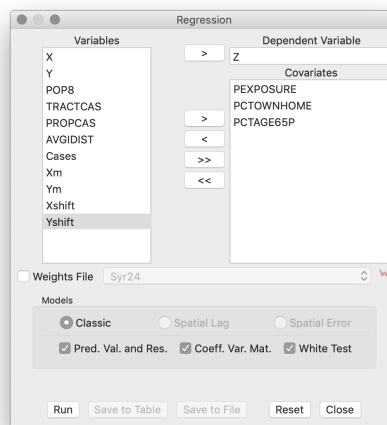 Regression
Variables
X
Y
POP8
TRACTCAS
PROPCAS
AVGIDIST
Cases
Xm
Ym
Xshift
Yshift
>
>
<
>>
<<
Dependent Variable
Z
Covariates
PEXPOSURE
PCTOWNHOME
PCTAGE65P
Weights File Syr24
Models
Classic Spatial Lag Spatial Error
Pred. Val. and Res. Coeff. Var. Mat. White Test
Run Save to Table Save to File Reset Close